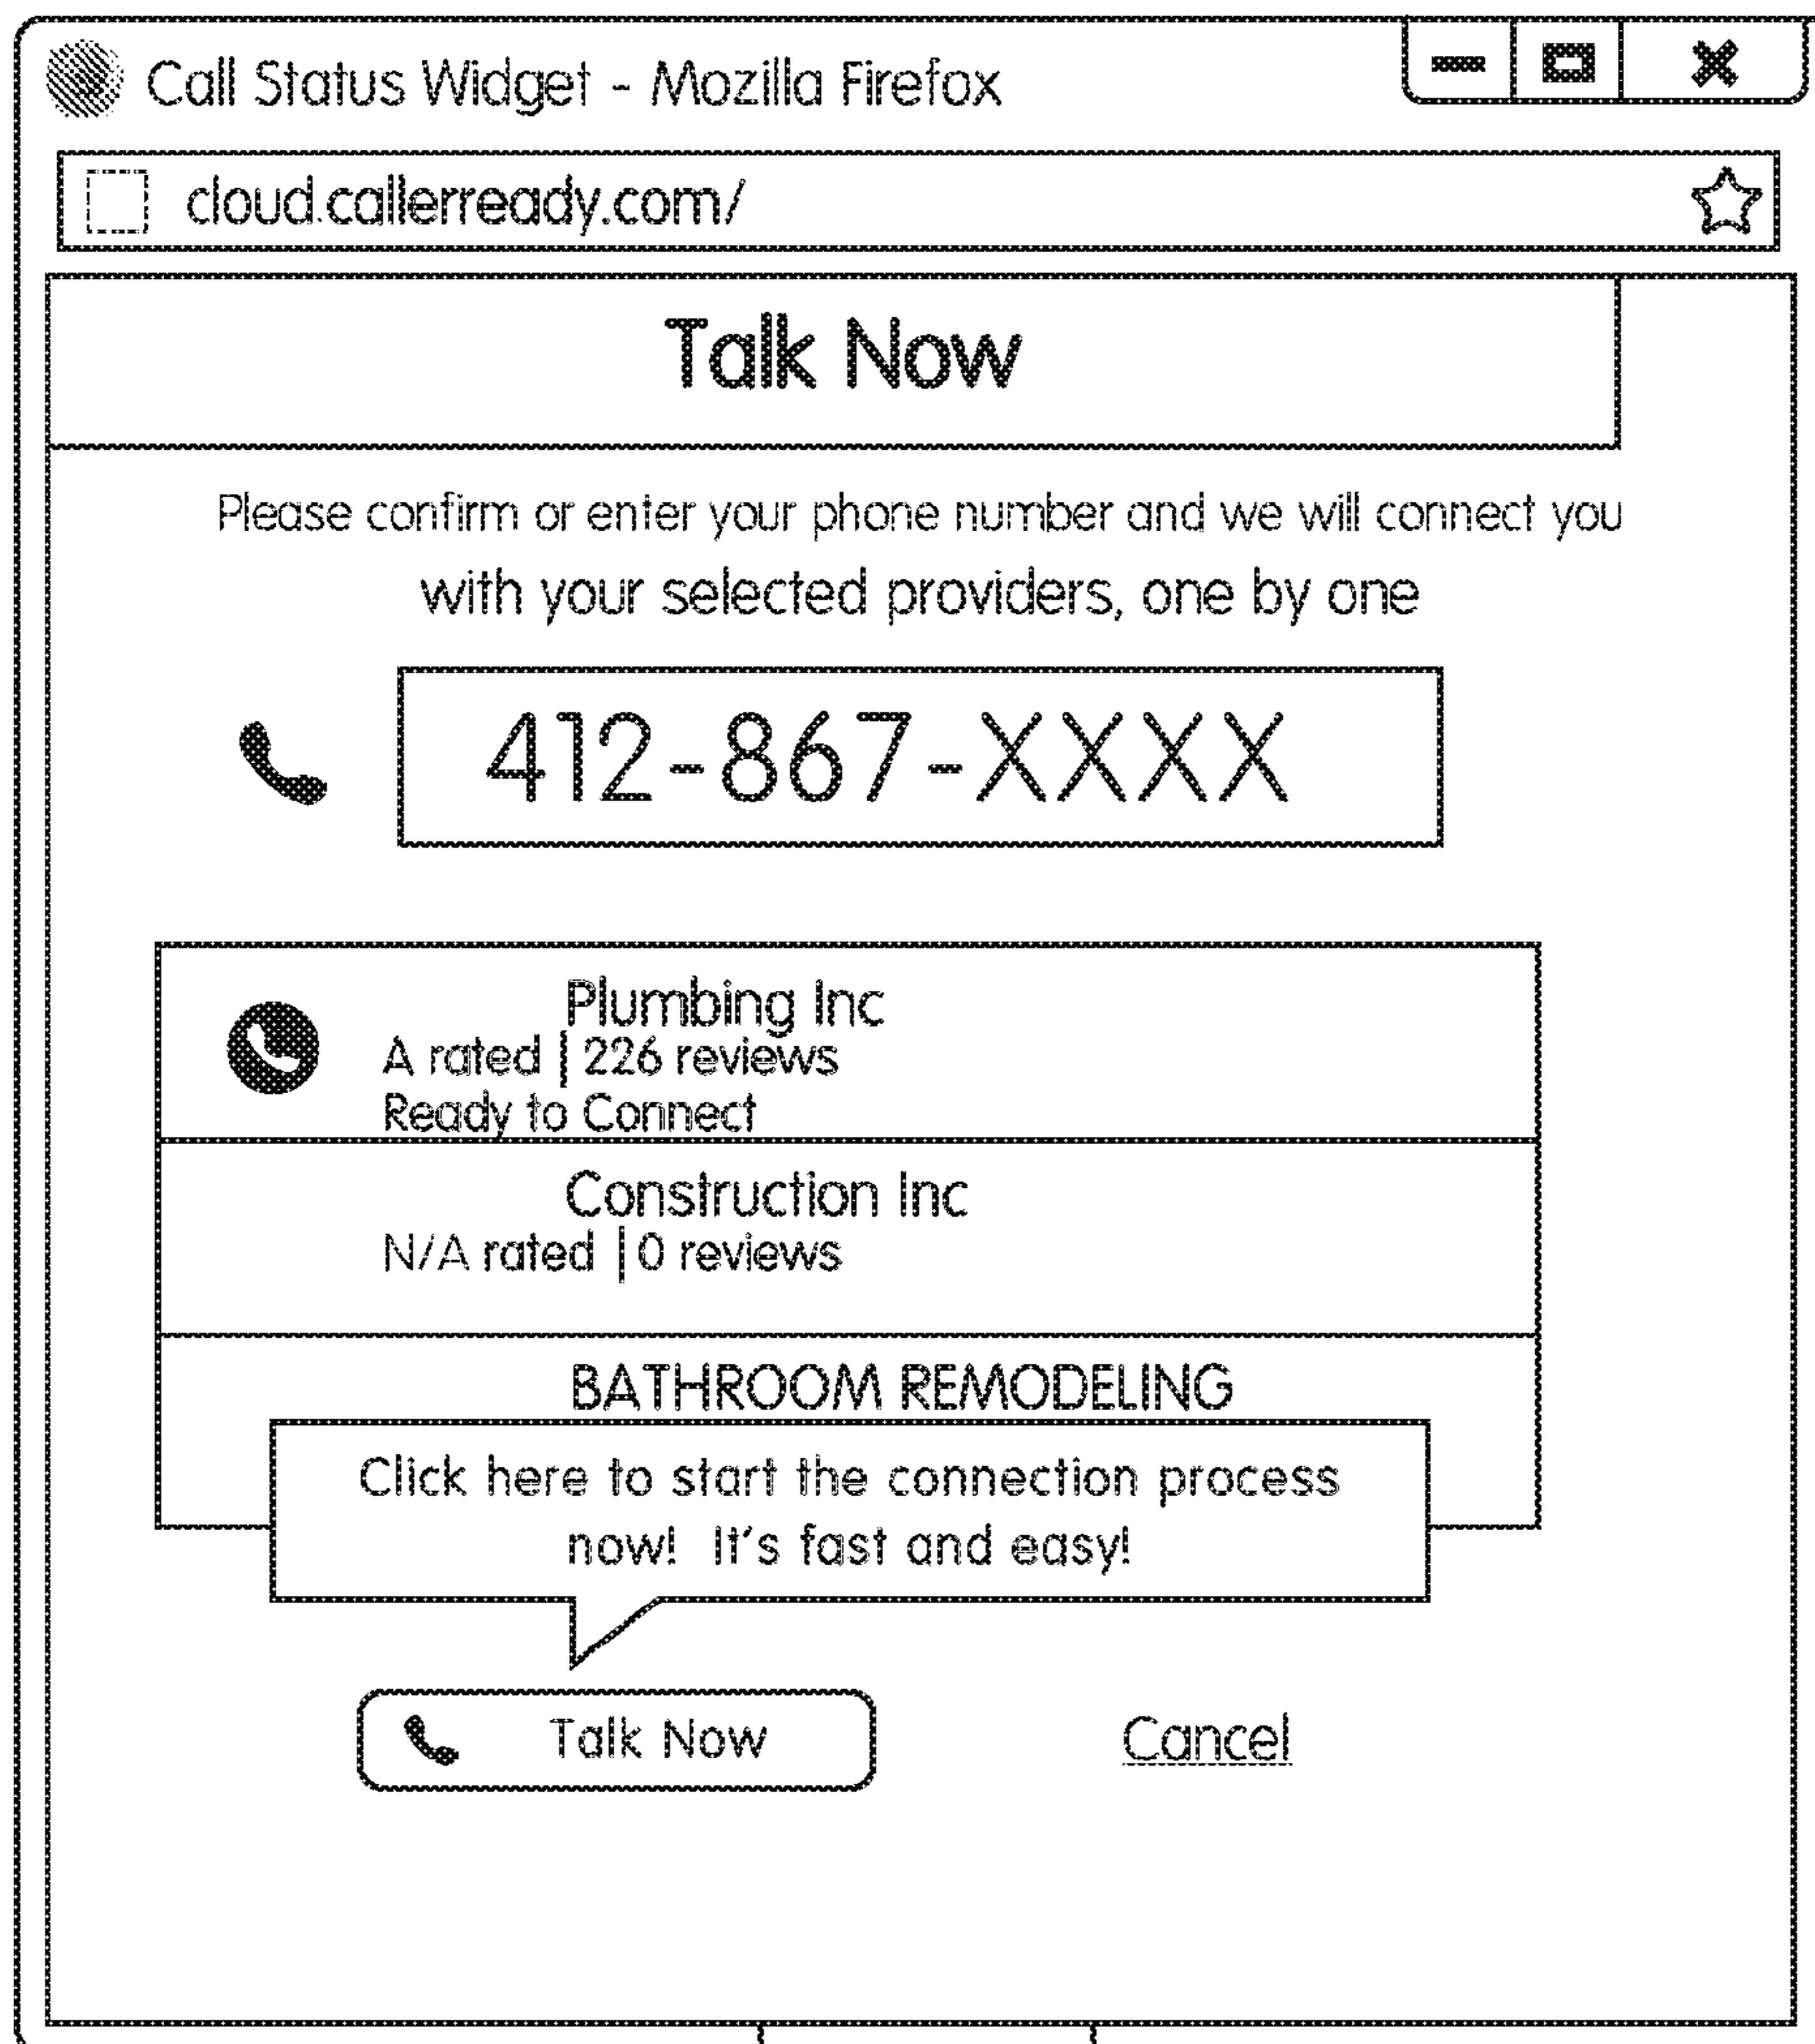 Call Status Widget - Mozilla Firefox
cloud.callerready.com/
Talk Now
Please confirm or enter your phone number and we will connect you
with your selected providers, one by one
412-867-XXXX
Plumbing Inc
A rated | 226 reviews
Ready to Connect
Construction Inc
N/A rated | 0 reviews
BATHROOM REMODELING
Click here to start the connection process
now! It's fast and easy!
Talk Now
Cancel